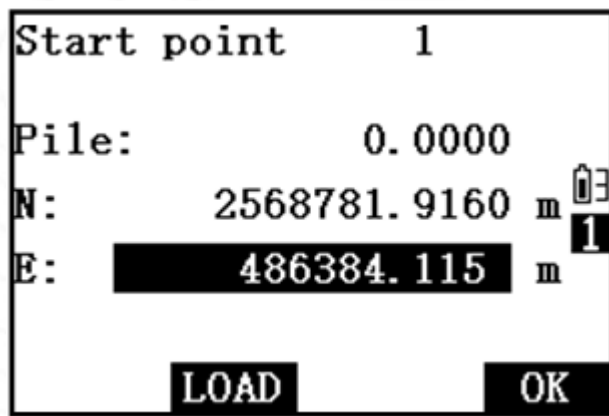 Start point 1
Pile: 0.0000
N: 2568781.9160 m
1
E: 486384.115 m
LOAD OK